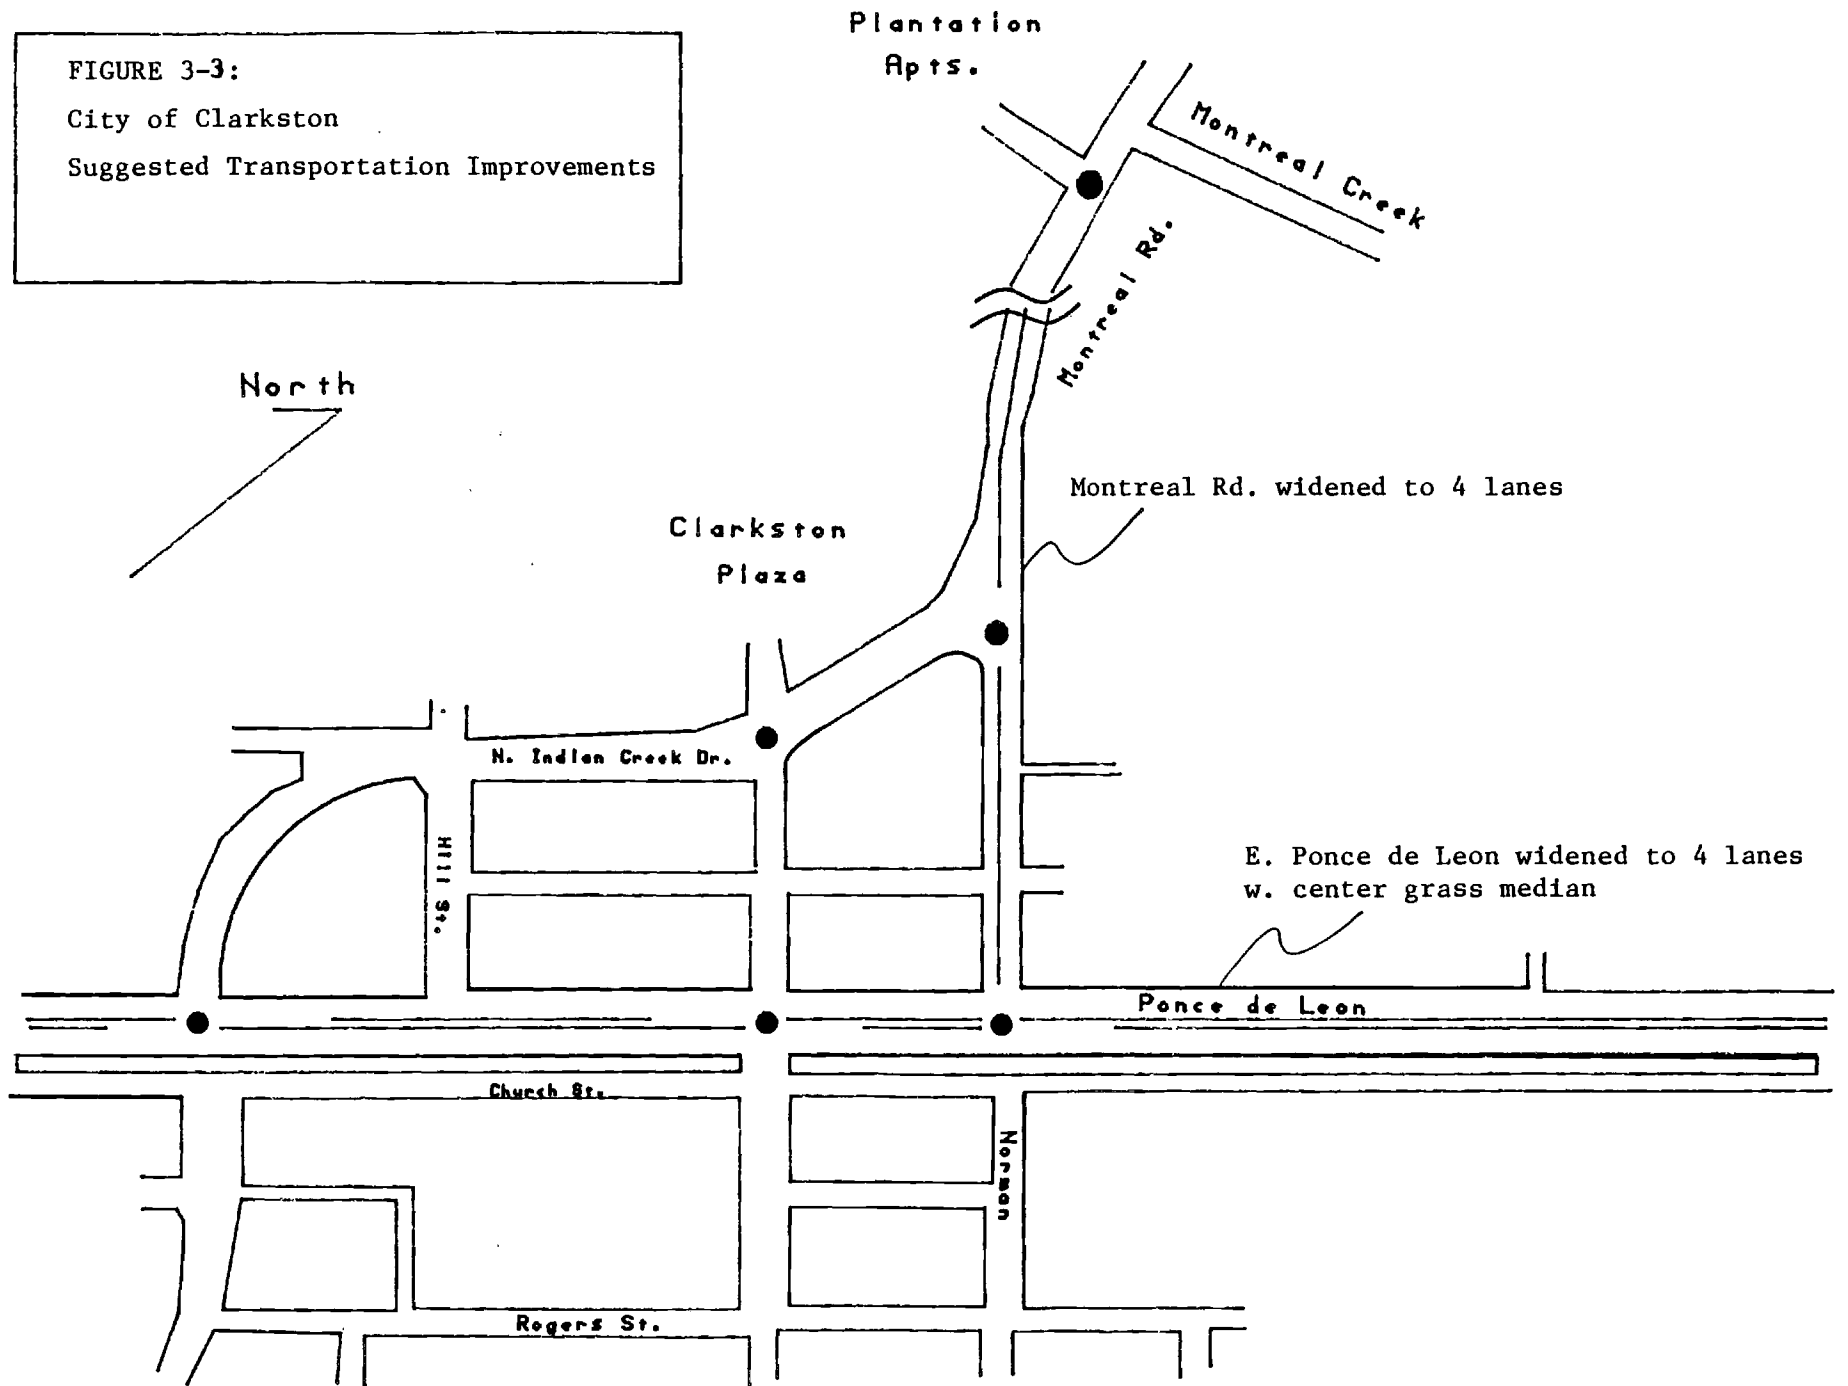 FIGURE 3-3:
City of Clarkston
Suggested Transportation Improvements
Plantation
Apts.
Montreal Creek
Montreal Rd.
North
Montreal Rd. widened to 4 lanes
Clarkston
Plaza
N. Indian Creek Dr.
Hill St.
E. Ponce de Leon widened to 4 lanes
w. center grass median
Ponce de Leon
Church St.
Norman
Rogers St.